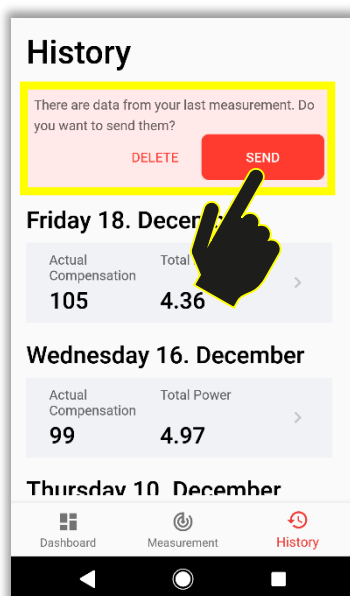 History
There are data from your last measurement. Do
you want to send them?
DELETE SEND
Friday 18. December
Actual
Compensation
Total
105 4.36
Wednesday 16. December
Actual
Compensation
Total Power
99 4.97
Thursday 10. December
Dashboard Measurement History